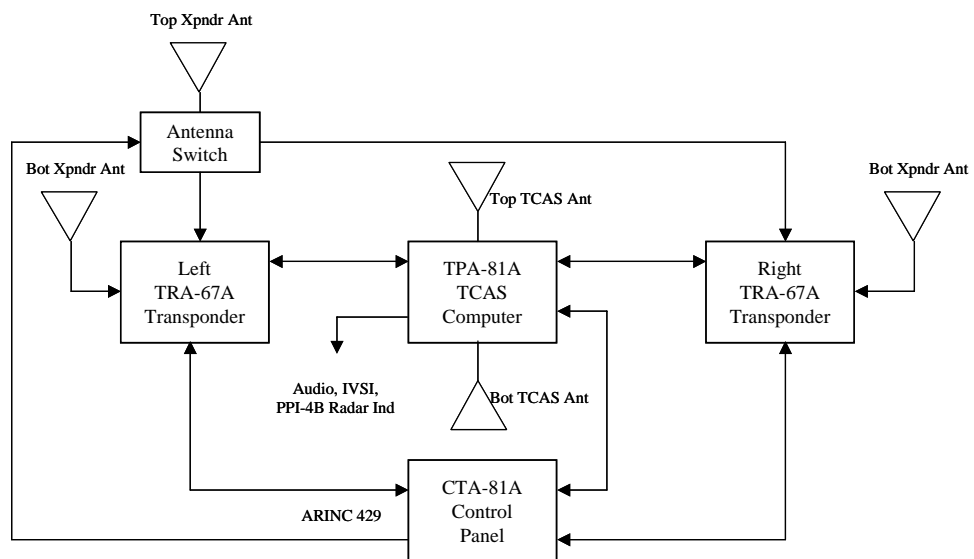 Top Xpndr Ant
Antenna
Switch
Bot Xpndr Ant
Bot Xpndr Ant
Top TCAS Ant
Left
TRA-67A
Transponder
TPA-81A
TCAS
Computer
Right
TRA-67A
Transponder
Audio, IVSI,
PPI-4B Radar Ind
Bot TCAS Ant
CTA-81A
Control
Panel
ARINC 429